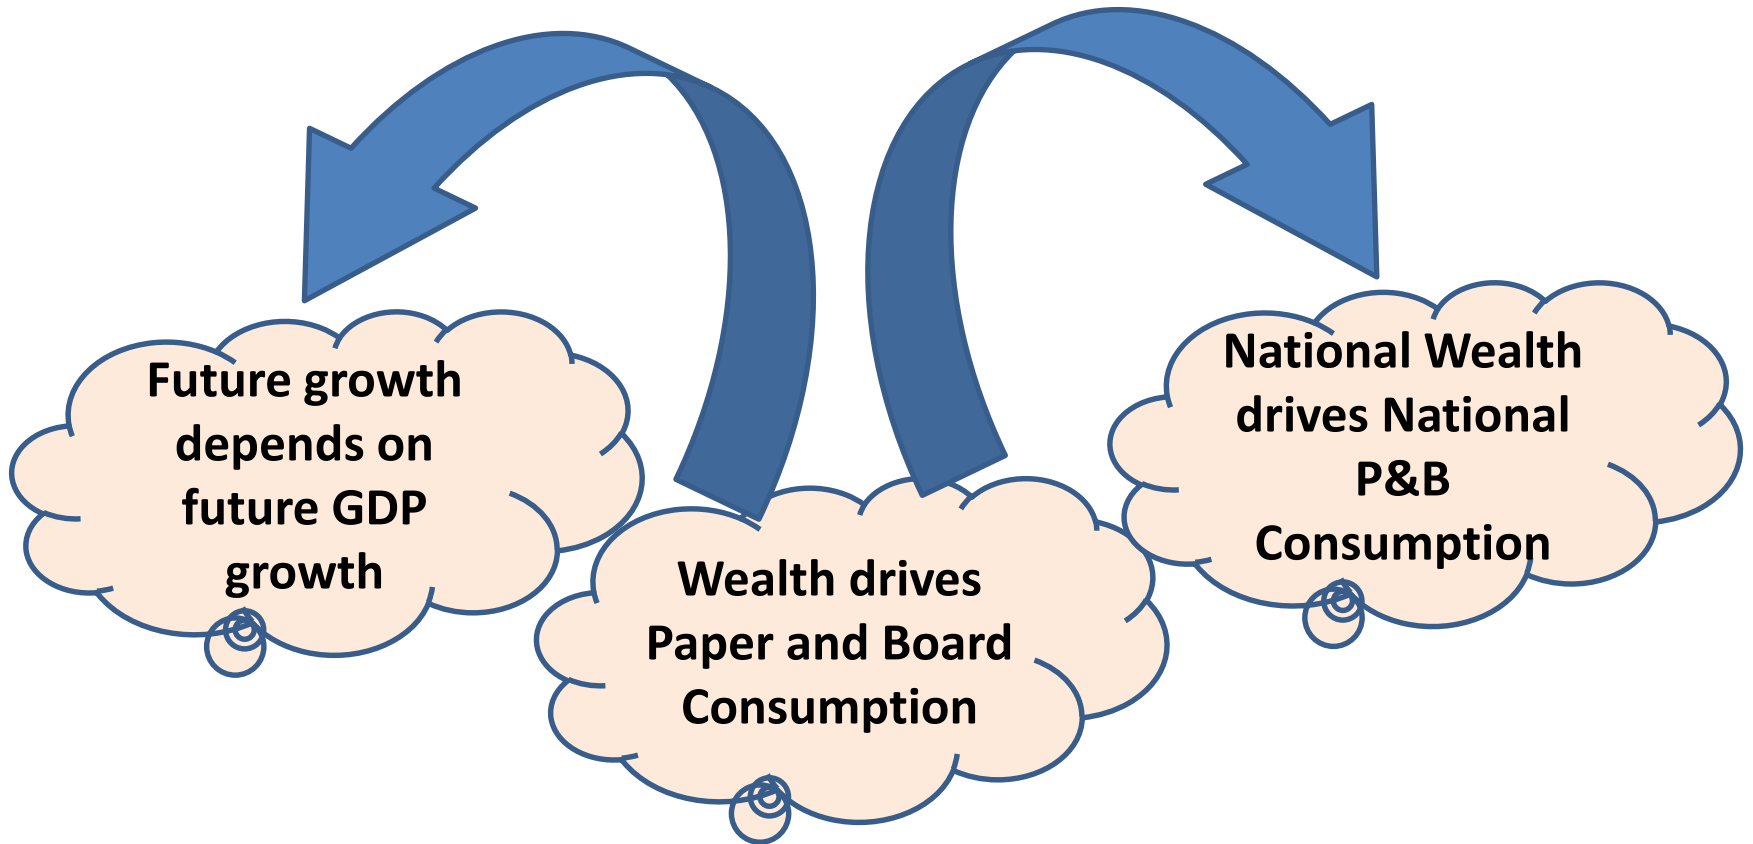 Future growth
depends on
future GDP
growth
Wealth drives
Paper and Board
Consumption
National Wealth
drives National
P&B
Consumption